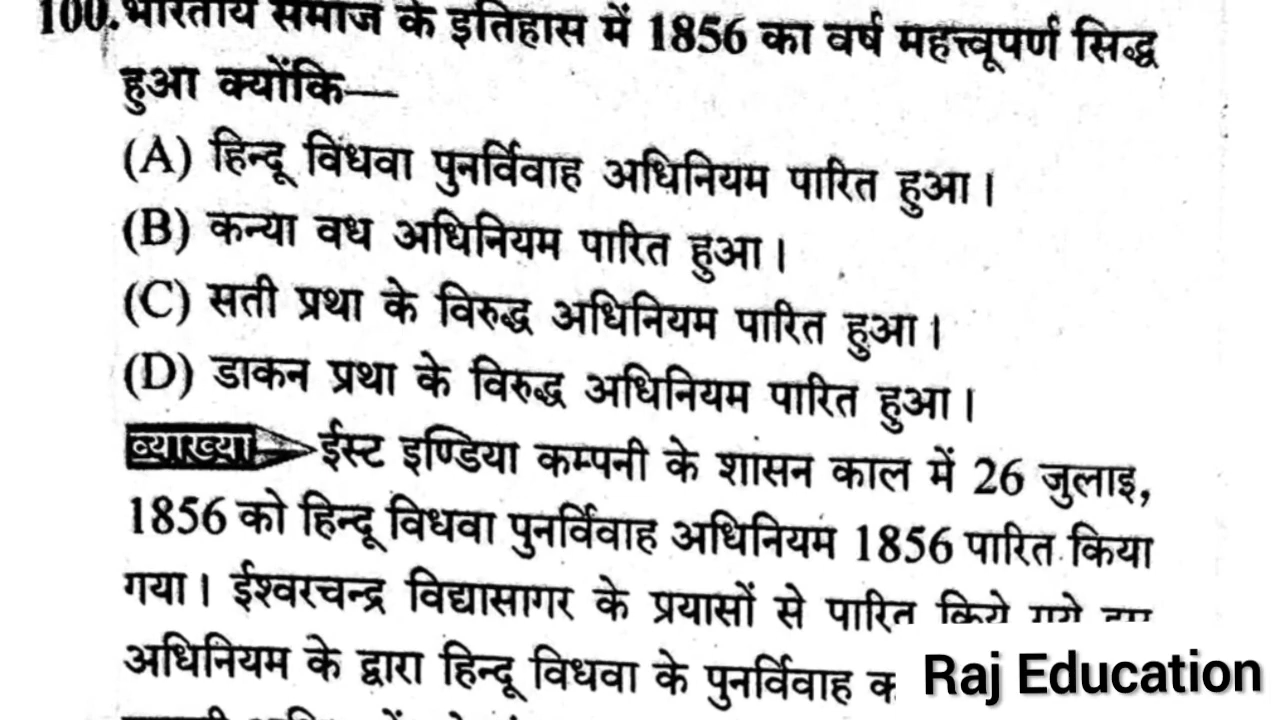 100.भारतीय समाज के इतिहास में 1856 का वर्ष महत्त्वूपर्ण सिद्ध
हुआ क्योंकि—
(A) हिन्दू विधवा पुनर्विवाह अधिनियम पारित हुआ।
(B) कन्या वध अधिनियम पारित हुआ।
(C) सती प्रथा के विरुद्ध अधिनियम पारित हुआ।
(D) डाकन प्रथा के विरुद्ध अधिनियम पारित हुआ।
व्याख्या ईस्ट इण्डिया कम्पनी के शासन काल में 26 जुलाइ,
1856 को हिन्दू विधवा पुनर्विवाह अधिनियम 1856 पारित किया
गया। ईश्वरचन्द्र विद्यासागर के प्रयासों से पारित किये गये
अधिनियम के द्वारा हिन्दू विधवा के पुनर्विवाह
Raj Education